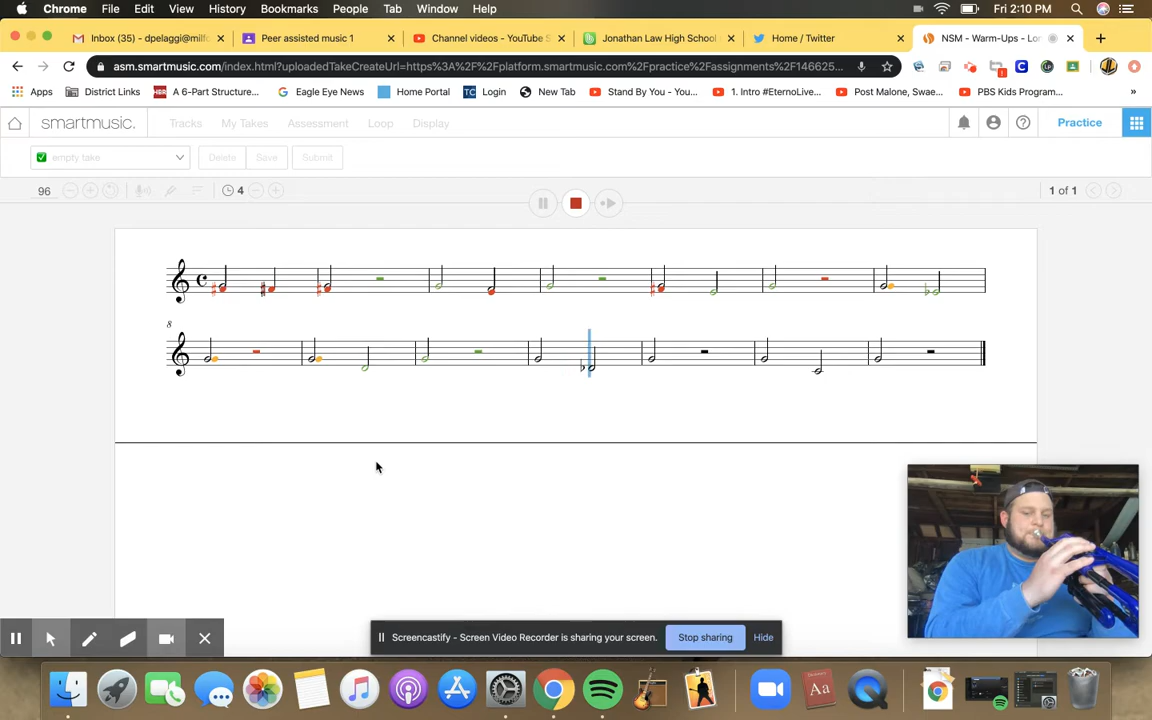 Chrome File Edit View History Bookmarks People Tab Window Help Fri 2:10 PM
Inbox (35) - dpelaggi@milf Peer assisted music 1 Channel videos - YouTube S Jonathan Law High School Home / Twitter NSM - Warm-Ups - Lon
asm.smartmusic.com/index.html?uploadedTakeCreateUrl=https%3A%2F%2Fplatform.smartmusic.com%2Fpractice%2Fassignments%2F146625...
Apps District Links A 6-Part Structure... Eagle Eye News Home Portal Login New Tab Stand By You - You... 1. Intro #EternoLive... Post Malone, Swae... PBS Kids Program... »
smartmusic. Tracks My Takes Assessment Loop Display Practice
empty take Delete Save Submit
96 4 1 of 1
8
Screencastify - Screen Video Recorder is sharing your screen. Stop sharing Hide